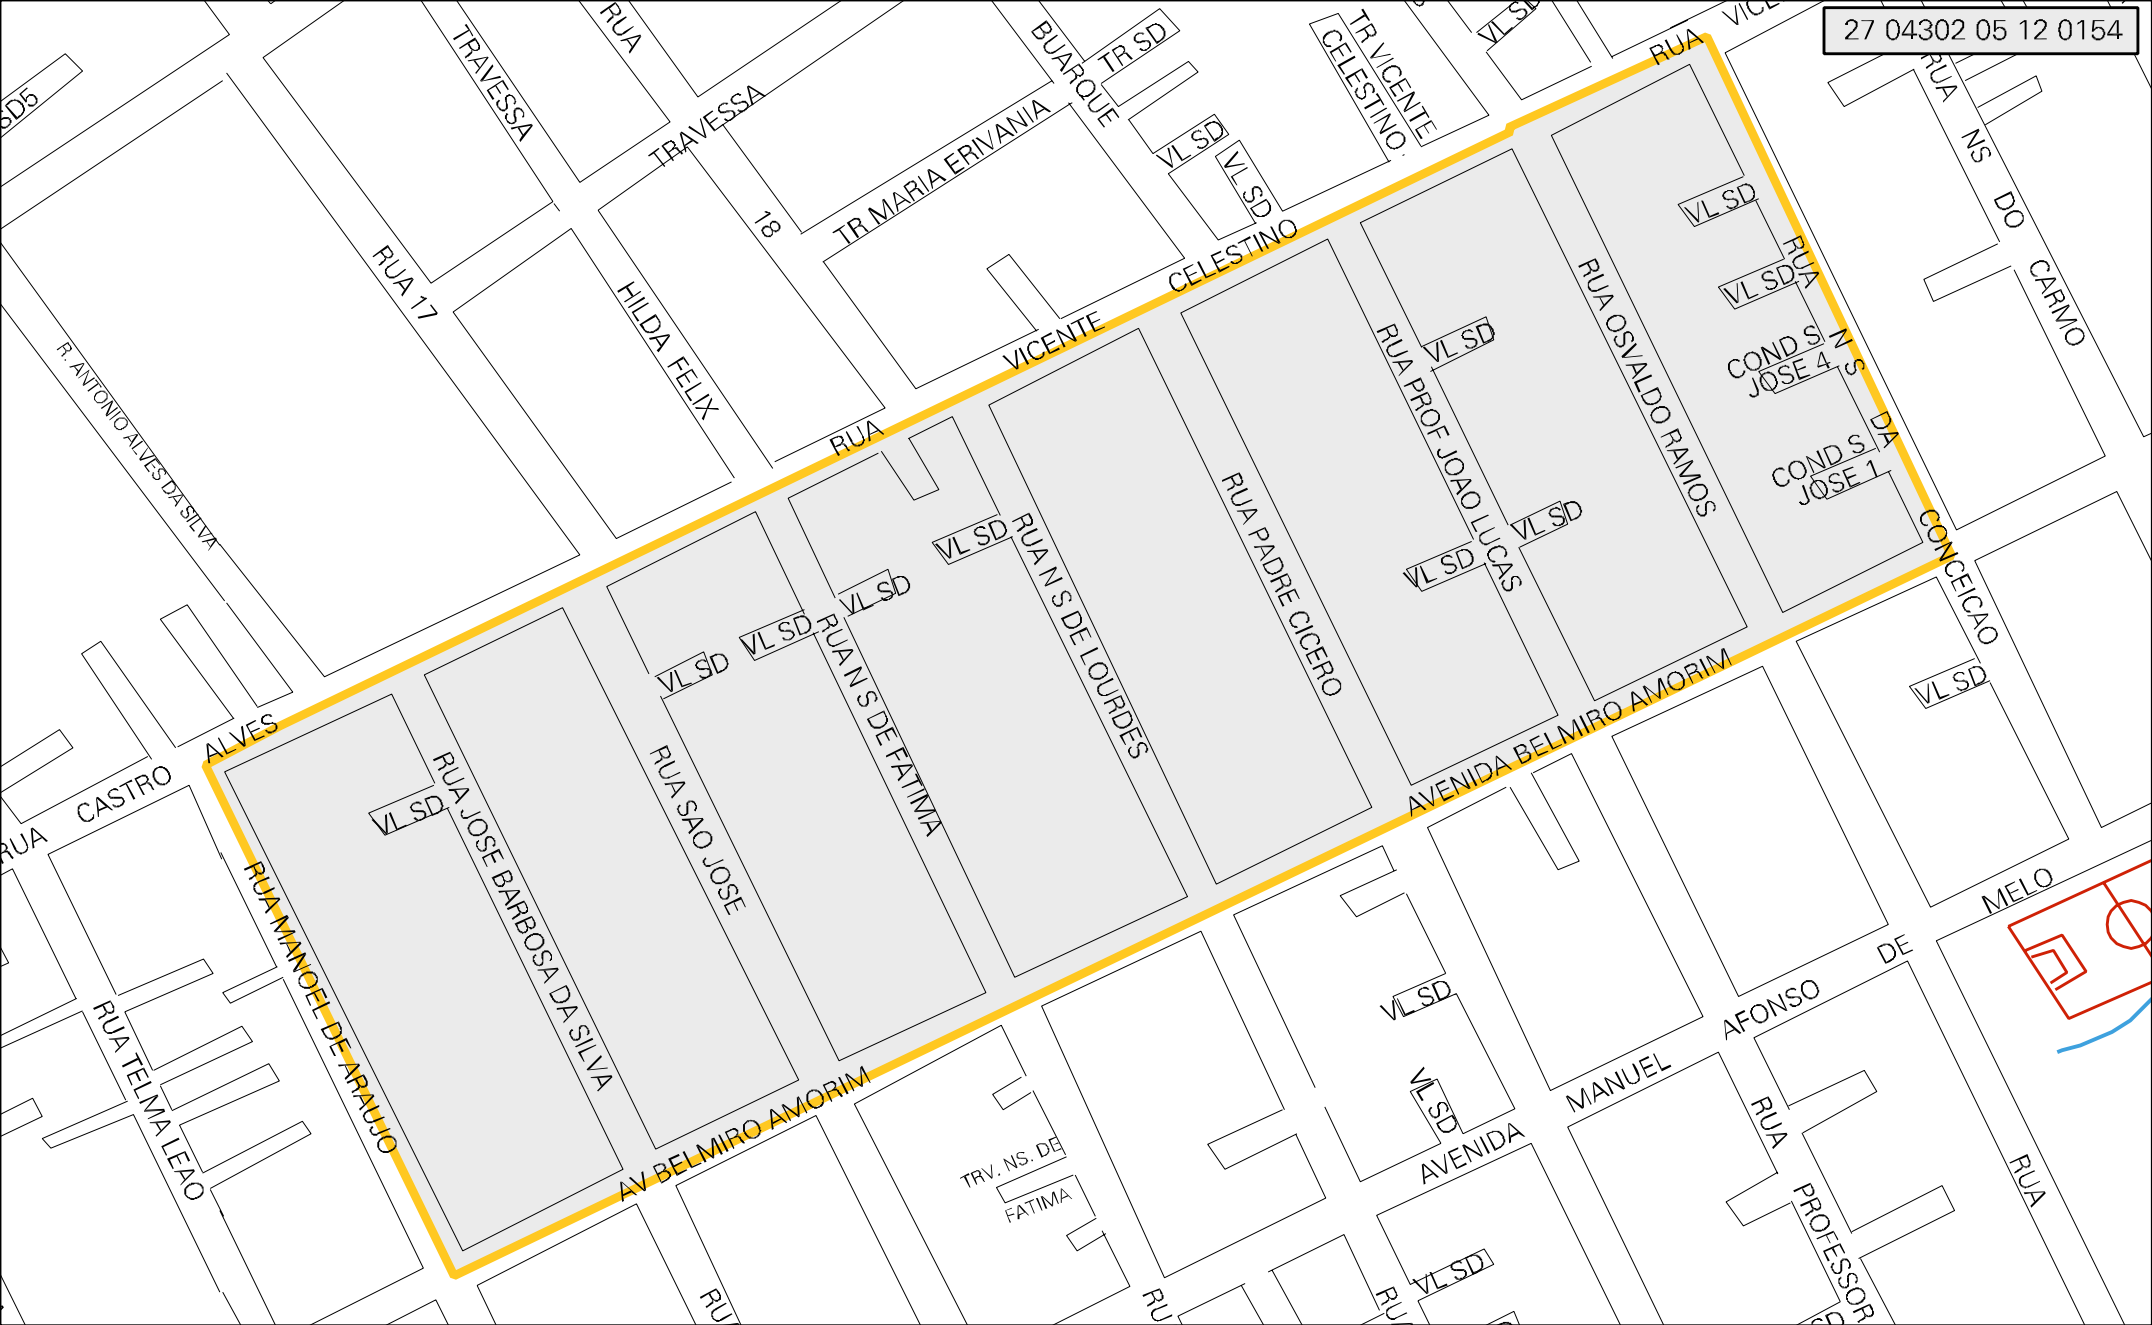 27 04302 05 12 0154
RUA
TRAVESSA
BUARQUE
TR SD
TR VICENTE
CELESTINO
VL SD
RUA
SD5
TRAVESSA
TR MARIA ERIVANIA
VL SD
VL SD
RUA
NS
DO
CARMO
18
RUA 17
HILDA FELIX
R. ANTONIO ALVES DA SILVA
RUA
VICENTE
CELESTINO
ALVES
VL SD
VL SD
RUA
N S
DA
CONCEICAO
COND S
JOSE 4
COND S
JOSE 1
RUA OSVALDO RAMOS
VL SD
RUA PROF JOAO LUCAS
VL SD
VL SD
RUA PADRE CICERO
VL SD
RUA N S DE LOURDES
VL SD
VL SD
RUA N S DE FATIMA
VL SD
RUA SAO JOSE
VL SD
RUA JOSE BARBOSA DA SILVA
RUA MANOEL DE ARAUJO
RUA
CASTRO
RUA TELMA LEAO
AV BELMIRO AMORIM
AVENIDA BELMIRO AMORIM
VL SD
VL SD
VL SD
AVENIDA
MANUEL
AFONSO
DE
MELO
TRV. NS. DE
FATIMA
VL SD
RUA
PROFESSOR
RUA